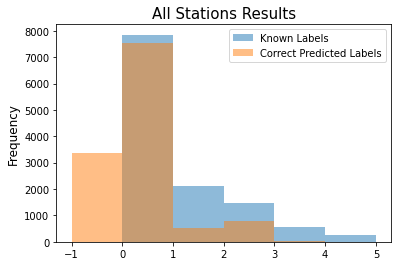 All Stations Results
Known Labels
Correct Predicted Labels
Frequency
8000
7000
6000
5000
4000
3000
2000
1000
0
−1 0 1 2 3 4 5